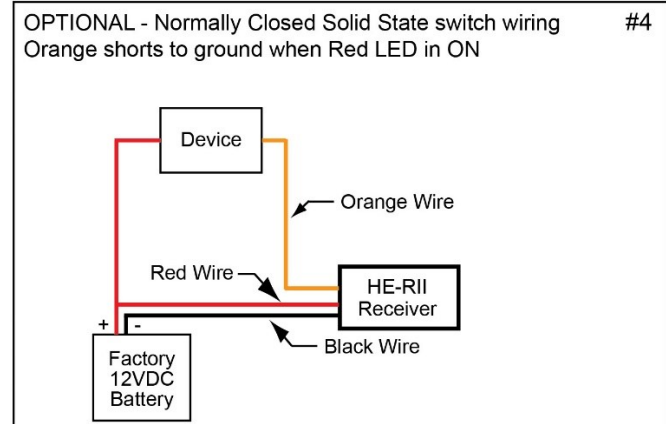 OPTIONAL - Normally Closed Solid State switch wiring #4
Orange shorts to ground when Red LED in ON
Device
Orange Wire
Red Wire
HE-RII
Receiver
+ -
Black Wire
Factory
12VDC
Battery